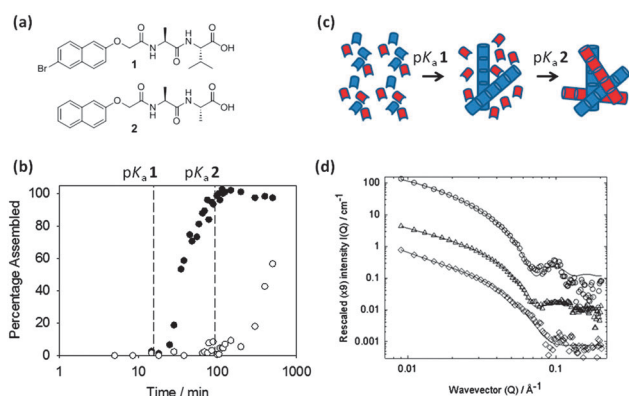 (a)
Br
O
O
H
N
O
N
H
O
OH
1
O
O
H
N
O
N
H
O
OH
2
(b)
pKa 1
pKa 2
Percentage Assembled
100
80
60
40
20
0
1
10
100
1000
Time / min
(c)
pKa 1
pKa 2
(d)
Rescaled (x9) intensity I(Q) / cm⁻¹
100
10
1
0.1
0.01
0.001
0.01
0.1
Wavevector (Q) / Å⁻¹